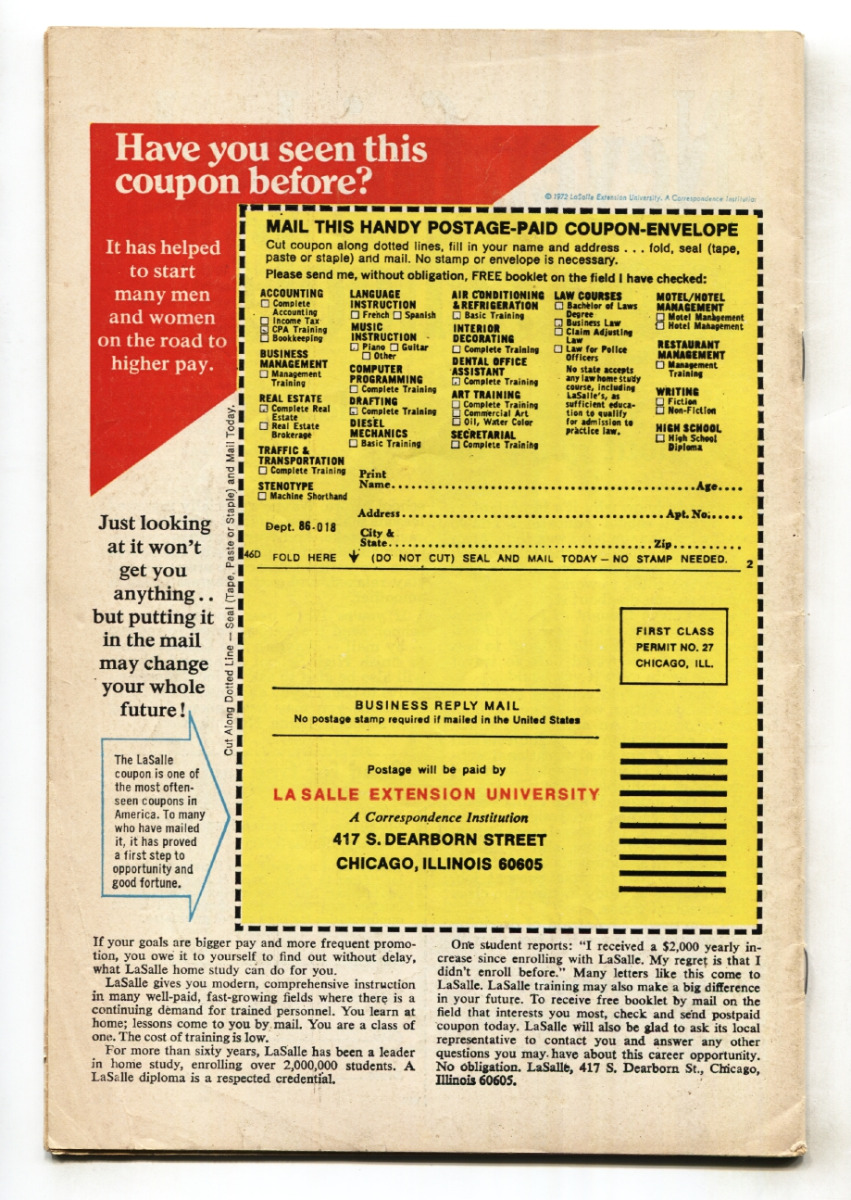 Have you seen this
coupon before?
© 1972 LaSalle Extension University. A Correspondence Institution
It has helped
to start
many men
and women
on the road to
higher pay.
MAIL THIS HANDY POSTAGE-PAID COUPON-ENVELOPE
Cut coupon along dotted lines, fill in your name and address . . . fold, seal (tape,
paste or staple) and mail. No stamp or envelope is necessary.
Please send me, without obligation, FREE booklet on the field I have checked:
ACCOUNTING
Complete
Accounting
Income Tax
CPA Training
Bookkeeping
BUSINESS
MANAGEMENT
Management
Training
REAL ESTATE
Complete Real
Estate
Real Estate
Brokerage
TRAFFIC &
TRANSPORTATION
Complete Training
STENOTYPE
Machine Shorthand
LANGUAGE
INSTRUCTION
French Spanish
MUSIC
INSTRUCTION
Piano Guitar
Other
COMPUTER
PROGRAMMING
Complete Training
DRAFTING
Complete Training
DIESEL
MECHANICS
Basic Training
AIR CONDITIONING
& REFRIGERATION
Basic Training
INTERIOR
DECORATING
Complete Training
DENTAL OFFICE
ASSISTANT
Complete Training
ART TRAINING
Complete Training
Commercial Art
Oil, Water Color
SECRETARIAL
Complete Training
LAW COURSES
Bachelor of Laws
Degree
Business Law
Claim Adjusting
Law
Law for Police
Officers
No state accepts
any law home study
course, including
LaSalle's, as
sufficient educa-
tion to qualify
for admission to
practice law.
MOTEL/HOTEL
MANAGEMENT
Motel Management
Hotel Management
RESTAURANT
MANAGEMENT
Management
Training
WRITING
Fiction
Non-Fiction
HIGH SCHOOL
High School
Diploma
Print
Name Age
Address Apt. No.
Dept. 86-018
City &
State Zip
46D FOLD HERE (DO NOT CUT) SEAL AND MAIL TODAY – NO STAMP NEEDED. 2
Cut Along Dotted Line — Seal (Tape, Paste or Staple) and Mail Today.
Just looking
at it won't
get you
anything..
but putting it
in the mail
may change
your whole
future!
The LaSalle
coupon is one of
the most often-
seen coupons in
America. To many
who have mailed
it, it has proved
a first step to
opportunity and
good fortune.
FIRST CLASS
PERMIT NO. 27
CHICAGO, ILL.
BUSINESS REPLY MAIL
No postage stamp required if mailed in the United States
Postage will be paid by
LA SALLE EXTENSION UNIVERSITY
A Correspondence Institution
417 S. DEARBORN STREET
CHICAGO, ILLINOIS 60605
If your goals are bigger pay and more frequent promo-
tion, you owe it to yourself to find out without delay,
what LaSalle home study can do for you.
LaSalle gives you modern, comprehensive instruction
in many well-paid, fast-growing fields where there is a
continuing demand for trained personnel. You learn at
home; lessons come to you by mail. You are a class of
one. The cost of training is low.
For more than sixty years, LaSalle has been a leader
in home study, enrolling over 2,000,000 students. A
LaSalle diploma is a respected credential.
One student reports: "I received a $2,000 yearly in-
crease since enrolling with LaSalle. My regret is that I
didn't enroll before." Many letters like this come to
LaSalle. LaSalle training may also make a big difference
in your future. To receive free booklet by mail on the
field that interests you most, check and send postpaid
coupon today. LaSalle will also be glad to ask its local
representative to contact you and answer any other
questions you may have about this career opportunity.
No obligation. LaSalle, 417 S. Dearborn St., Chicago,
Illinois 60605.